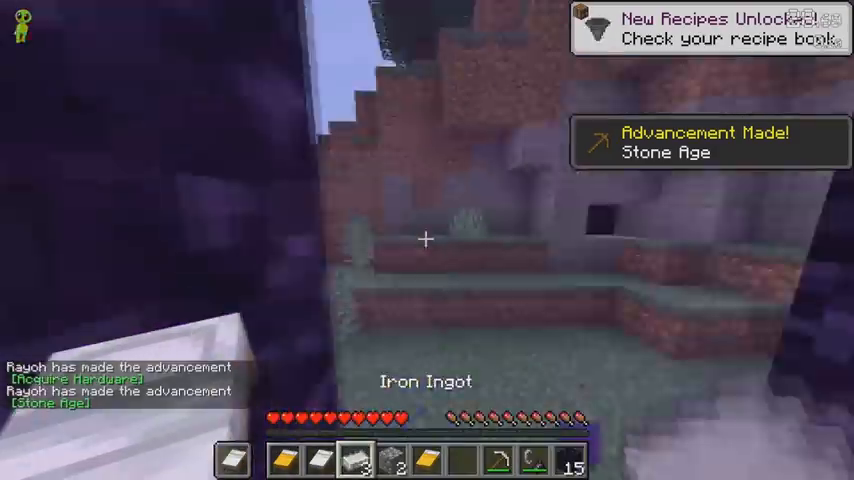 New Recipes Unlocked!
Check your recipe book
Advancement Made!
Stone Age
Rayoh has made the advancement
[Acquire Hardware]
Rayoh has made the advancement
[Stone Age]
Iron Ingot
3
2
15